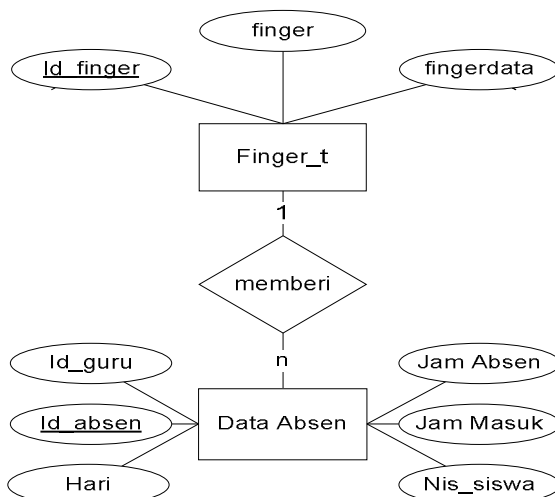 finger
Id_finger
fingerdata
Finger_t
1
memberi
n
Id_guru
Jam Absen
Id_absen
Data Absen
Jam Masuk
Hari
Nis_siswa